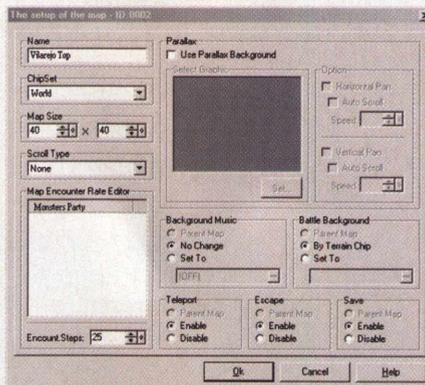 The setup of the map - ID:0002
Name
Vilarejo Top
ChipSet
World
Map Size
40 x 40
Scroll Type
None
Map Encounter Rate Editor
Monsters Party
Encount.Steps: 25
Parallax
Use Parallax Background
Select Graphic
Set...
Option
Horizontal Pan
Auto Scroll
Speed
Vertical Pan
Auto Scroll
Speed
Background Music
Parent Map
No Change
Set To
(OFF)
Battle Background
Parent Map
By Terrain Chip
Set To
Teleport
Parent Map
Enable
Disable
Escape
Parent Map
Enable
Disable
Save
Parent Map
Enable
Disable
Ok
Cancel
Help